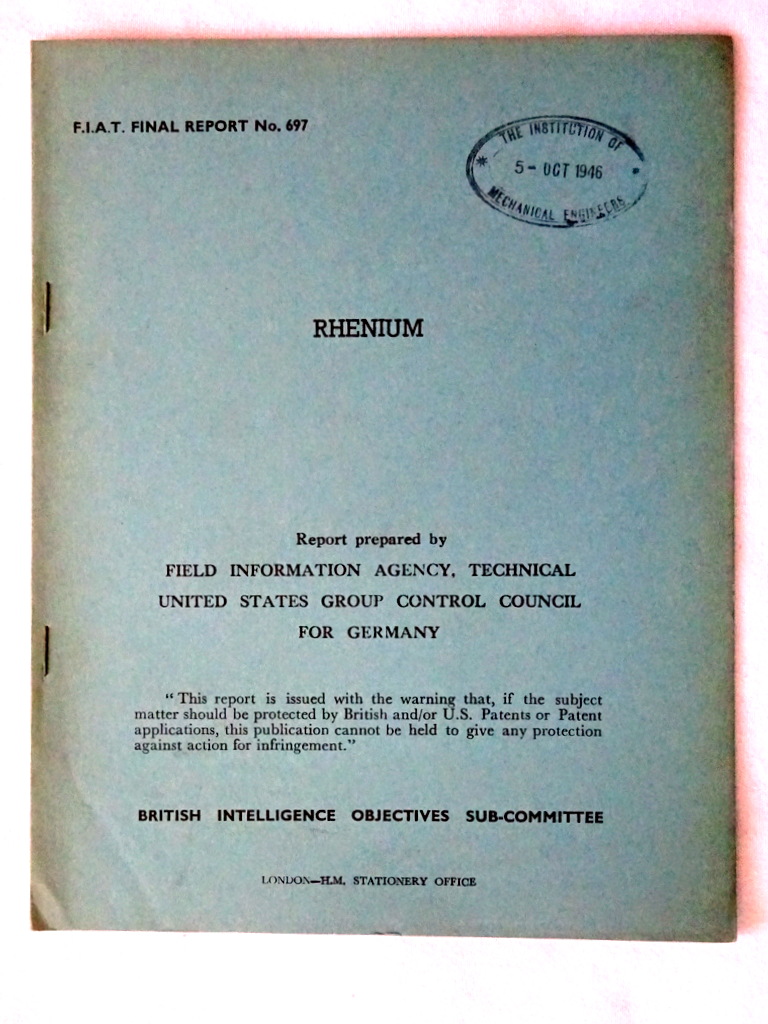 F.I.A.T. FINAL REPORT No. 697
THE INSTITUTION OF
5- OCT 1946
MECHANICAL ENGINEERS
RHENIUM
Report prepared by
FIELD INFORMATION AGENCY, TECHNICAL
UNITED STATES GROUP CONTROL COUNCIL
FOR GERMANY
“ This report is issued with the warning that, if the subject
matter should be protected by British and/or U.S. Patents or Patent
applications, this publication cannot be held to give any protection
against action for infringement.”
BRITISH INTELLIGENCE OBJECTIVES SUB-COMMITTEE
LONDON—H.M. STATIONERY OFFICE